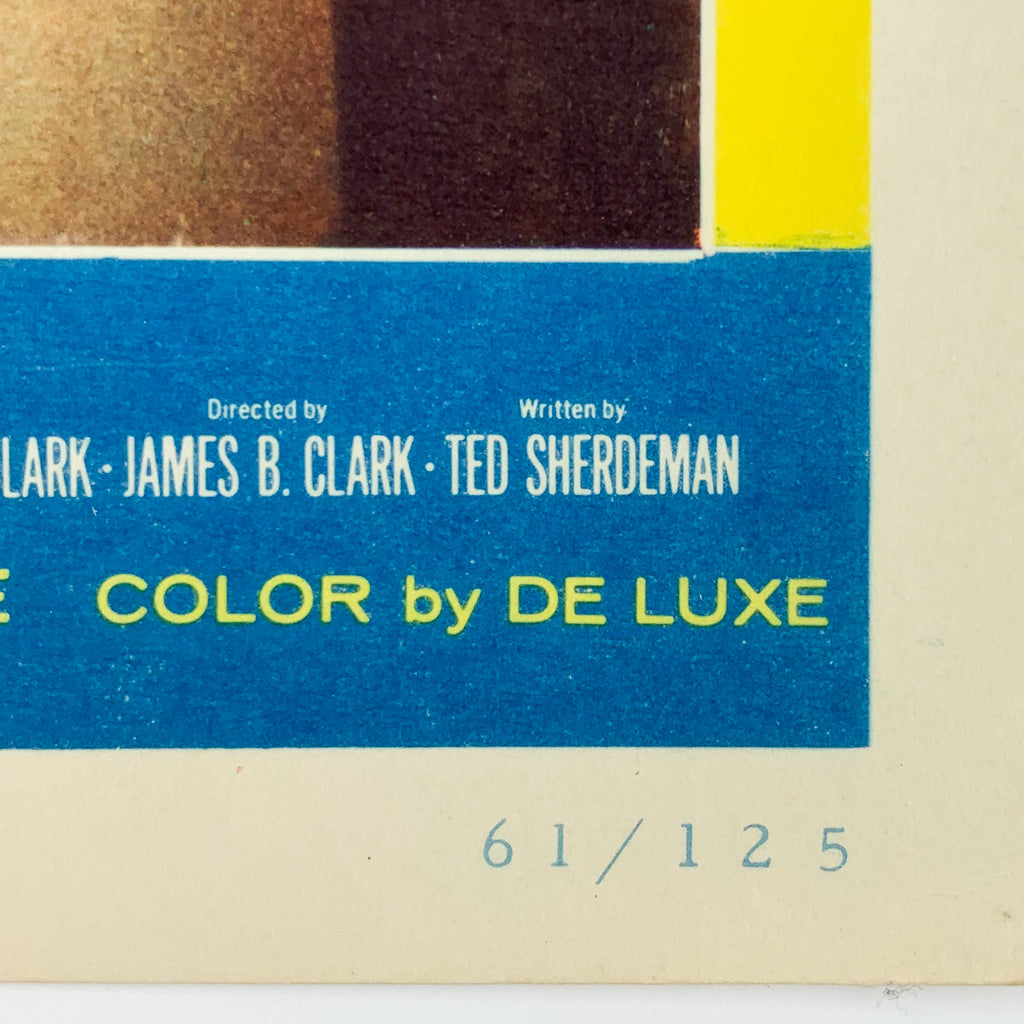 Directed by Written by
LARK · JAMES B. CLARK · TED SHERDEMAN
E COLOR by DE LUXE
61/125